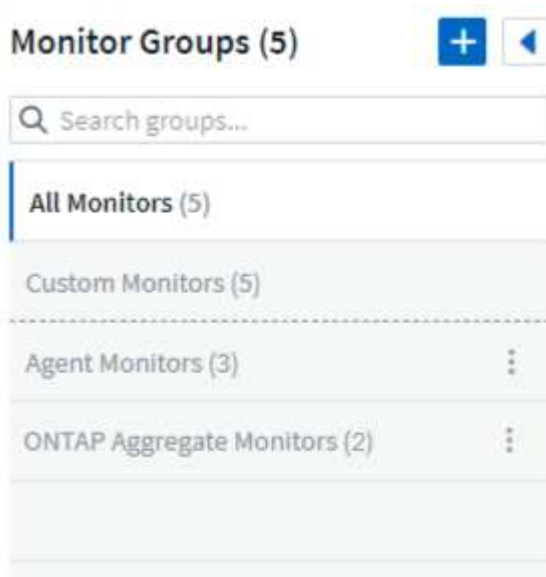 Monitor Groups (5)
Search groups...
All Monitors (5)
Custom Monitors (5)
Agent Monitors (3)
ONTAP Aggregate Monitors (2)